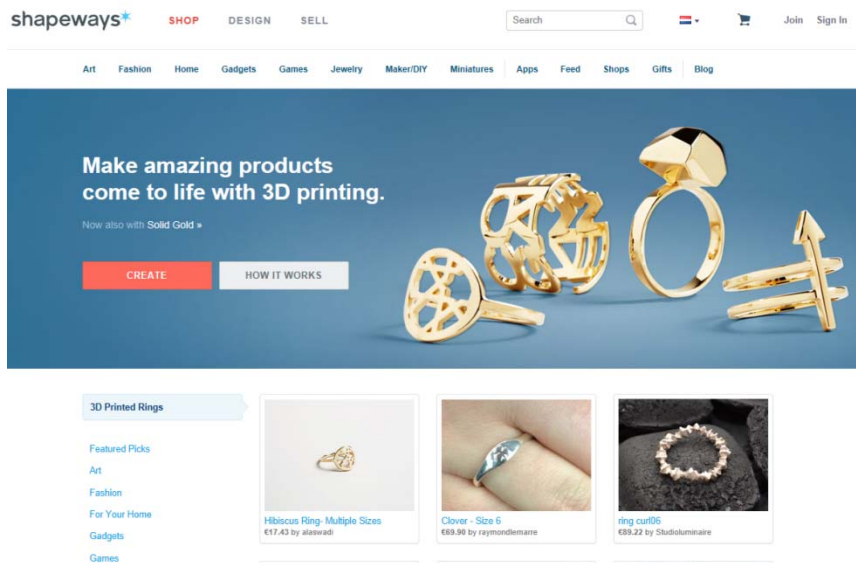 shapeways*
SHOP DESIGN SELL
Search
Join Sign In
Art Fashion Home Gadgets Games Jewelry Maker/DIY Miniatures Apps Feed Shops Gifts Blog
Make amazing products
come to life with 3D printing.
Now also with Solid Gold »
CREATE HOW IT WORKS
3D Printed Rings
Featured Picks
Art
Fashion
For Your Home
Gadgets
Games
Hibiscus Ring- Multiple Sizes
€17.43 by alaswadi
Clover - Size 6
€69.90 by raymondlemarre
ring curl06
€89.22 by Studioluminaire